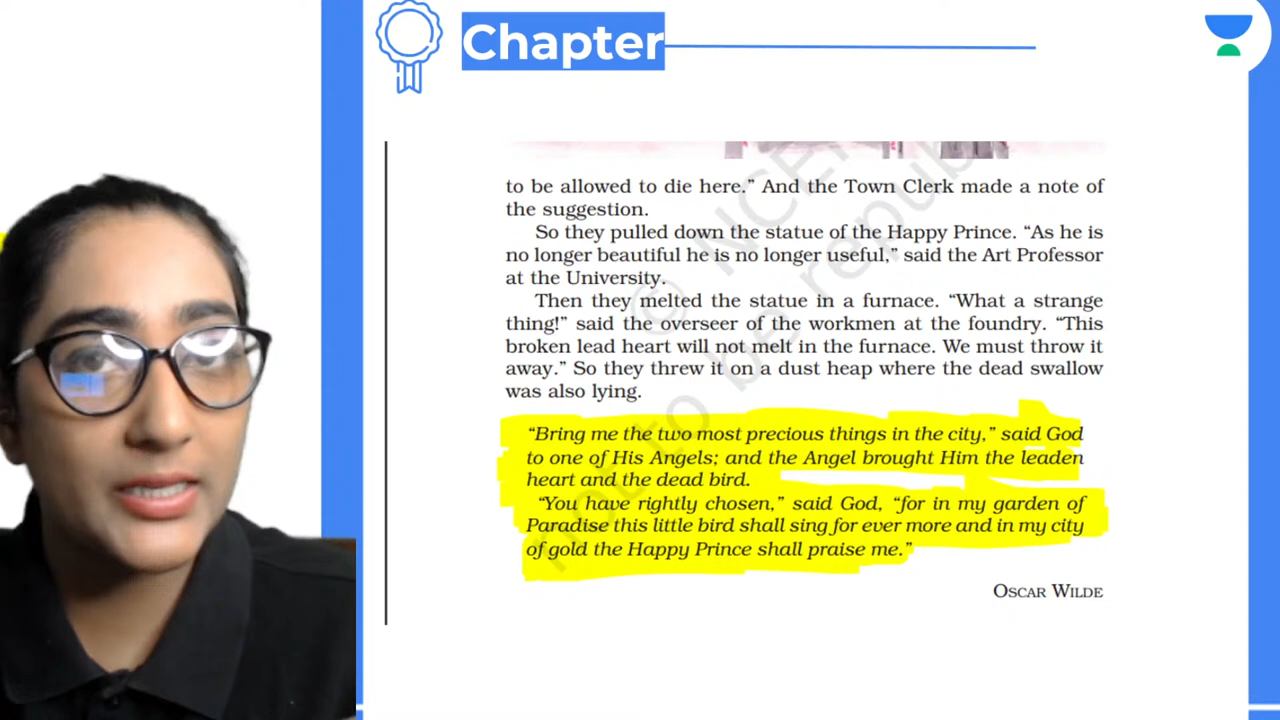 Chapter
to be allowed to die here.” And the Town Clerk made a note of
the suggestion.
So they pulled down the statue of the Happy Prince. “As he is
no longer beautiful he is no longer useful,” said the Art Professor
at the University.
Then they melted the statue in a furnace. “What a strange
thing!” said the overseer of the workmen at the foundry. “This
broken lead heart will not melt in the furnace. We must throw it
away.” So they threw it on a dust heap where the dead swallow
was also lying.
“Bring me the two most precious things in the city,” said God
to one of His Angels; and the Angel brought Him the leaden
heart and the dead bird.
“You have rightly chosen,” said God, “for in my garden of
Paradise this little bird shall sing for ever more and in my city
of gold the Happy Prince shall praise me.”
OSCAR WILDE
not to be